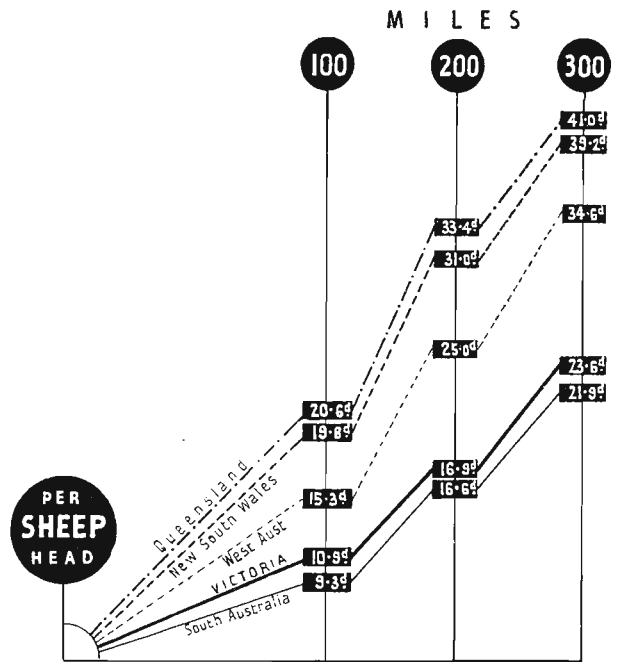 MILES
100 200 300
41·0d
39·2d
34·6d
33·4d
31·0d
25·0d
23·6d
21·9d
20·6d
19·8d
15·3d
16·9d
16·6d
10·9d
9·3d
Queensland
New South Wales
West Aust
VICTORIA
South Australia
PER
SHEEP
HEAD